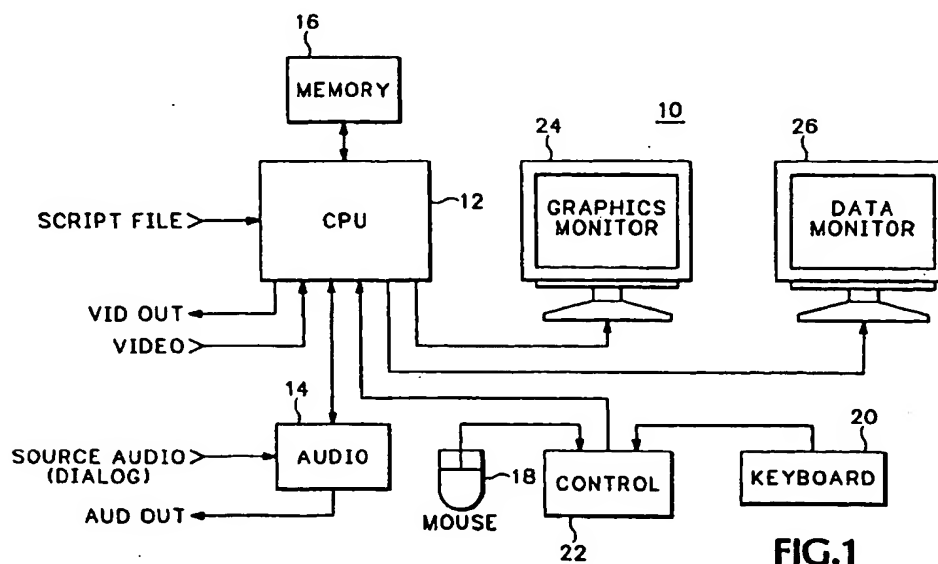 16
MEMORY
10
24
26
12
CPU
SCRIPT FILE
GRAPHICS
MONITOR
DATA
MONITOR
VID OUT
VIDEO
14
SOURCE AUDIO
(DIALOG)
AUDIO
AUD OUT
18
MOUSE
CONTROL
22
20
KEYBOARD
FIG.1